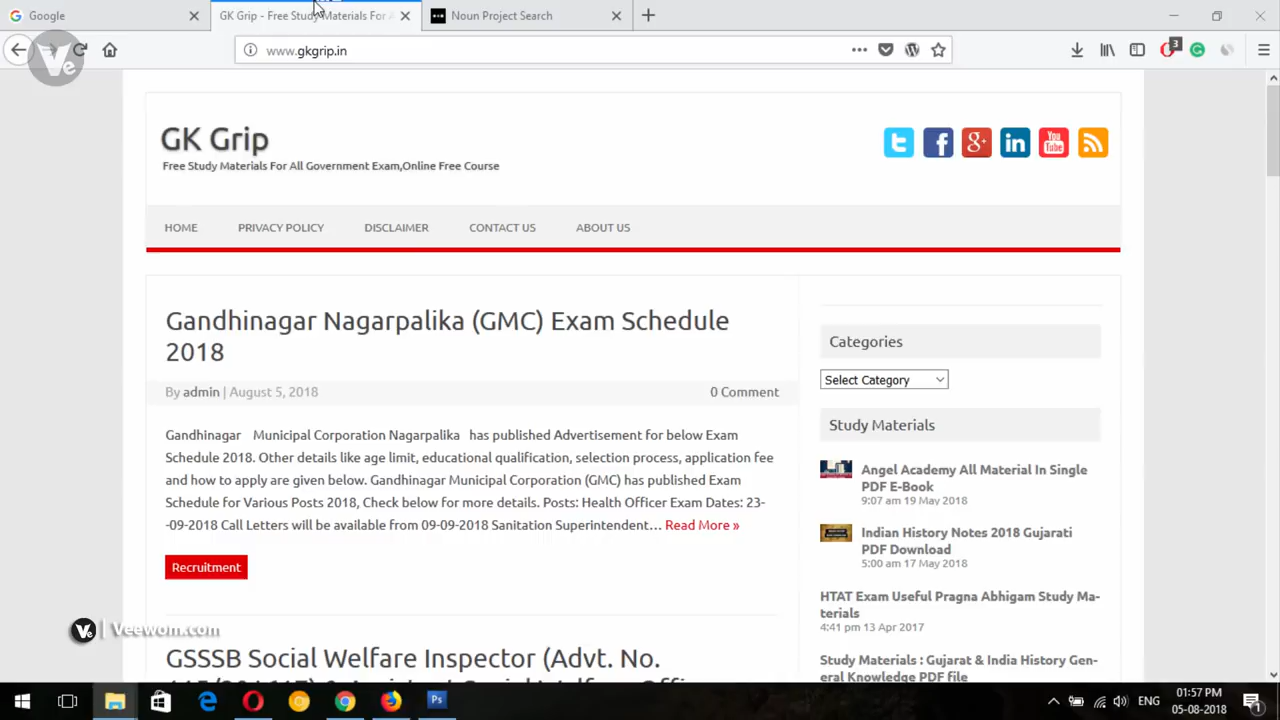 Google
GK Grip - Free Study Materials For A
Noun Project Search
www.gkgrip.in
3
Ve
GK Grip
Free Study Materials For All Government Exam,Online Free Course
You
Tube
HOME
PRIVACY POLICY
DISCLAIMER
CONTACT US
ABOUT US
Gandhinagar Nagarpalika (GMC) Exam Schedule
2018
By admin | August 5, 2018
0 Comment
Gandhinagar Municipal Corporation Nagarpalika has published Advertisement for below Exam
Schedule 2018. Other details like age limit, educational qualification, selection process, application fee
and how to apply are given below. Gandhinagar Municipal Corporation (GMC) has published Exam
Schedule for Various Posts 2018, Check below for more details. Posts: Health Officer Exam Dates: 23-
-09-2018 Call Letters will be available from 09-09-2018 Sanitation Superintendent… Read More »
Recruitment
GSSSB Social Welfare Inspector (Advt. No.
Categories
Select Category
Study Materials
Angel Academy All Material In Single
PDF E-Book
9:07 am 19 May 2018
Indian History Notes 2018 Gujarati
PDF Download
5:00 am 17 May 2018
HTAT Exam Useful Pragna Abhigam Study Ma-
terials
4:41 pm 13 Apr 2017
Study Materials : Gujarat & India History Gen-
eral Knowledge PDF file
Ve | Veewom.com
ENG
01:57 PM
05-08-2018
1